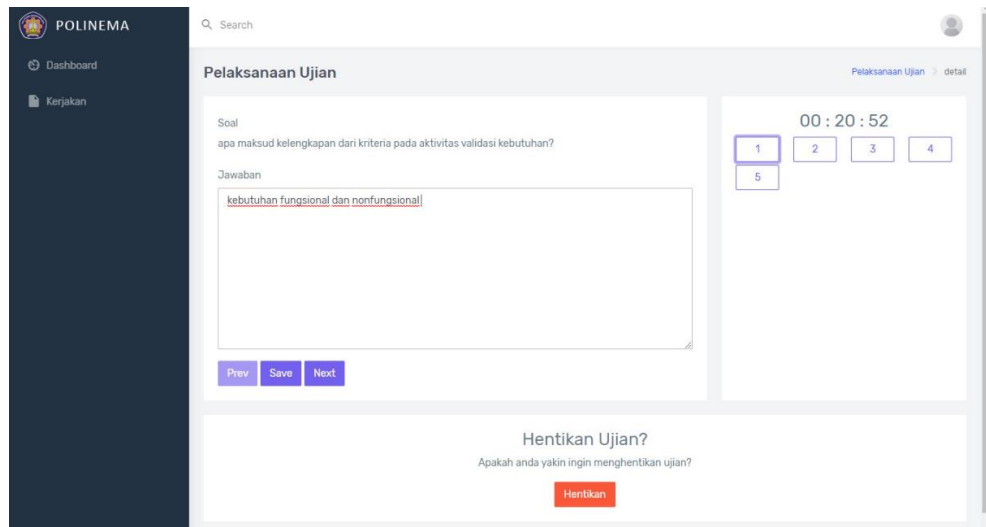 POLINEMA
Search
Dashboard
Kerjakan
Pelaksanaan Ujian
Pelaksanaan Ujian > detail
Soal
apa maksud kelengkapan dari kriteria pada aktivitas validasi kebutuhan?
Jawaban
kebutuhan fungsional dan nonfungsional
Prev Save Next
00 : 20 : 52
1 2 3 4
5
Hentikan Ujian?
Apakah anda yakin ingin menghentikan ujian?
Hentikan